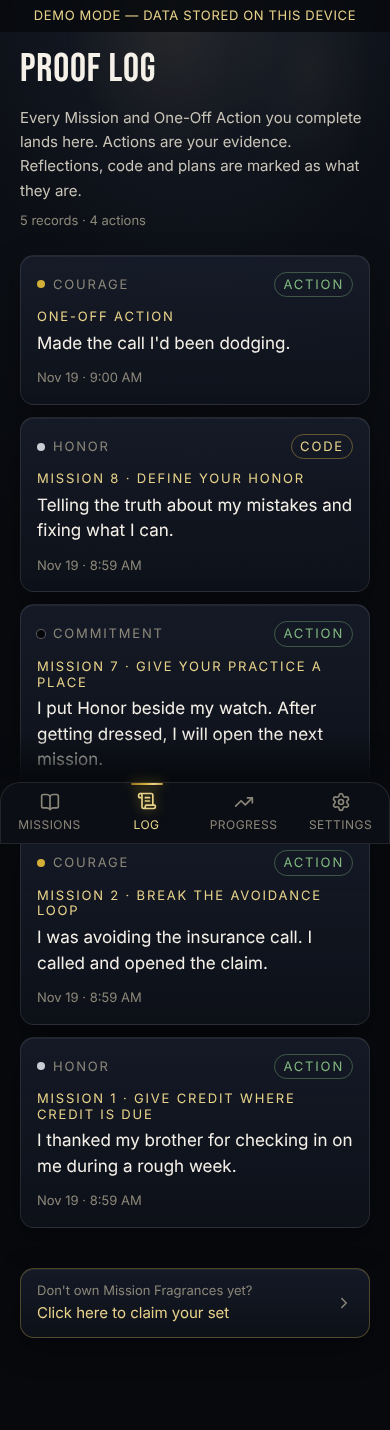 DEMO MODE — DATA STORED ON THIS DEVICE
PROOF LOG
Every Mission and One-Off Action you complete
lands here. Actions are your evidence.
Reflections, code and plans are marked as what
they are.
5 records · 4 actions
COURAGE
ACTION
ONE-OFF ACTION
Made the call I'd been dodging.
Nov 19 · 9:00 AM
HONOR
CODE
MISSION 8 · DEFINE YOUR HONOR
Telling the truth about my mistakes and
fixing what I can.
Nov 19 · 8:59 AM
COMMITMENT
ACTION
MISSION 7 · GIVE YOUR PRACTICE A
PLACE
I put Honor beside my watch. After
getting dressed, I will open the next
mission.
MISSIONS
LOG
PROGRESS
SETTINGS
COURAGE
ACTION
MISSION 2 · BREAK THE AVOIDANCE
LOOP
I was avoiding the insurance call. I
called and opened the claim.
Nov 19 · 8:59 AM
HONOR
ACTION
MISSION 1 · GIVE CREDIT WHERE
CREDIT IS DUE
I thanked my brother for checking in on
me during a rough week.
Nov 19 · 8:59 AM
Don't own Mission Fragrances yet?
Click here to claim your set